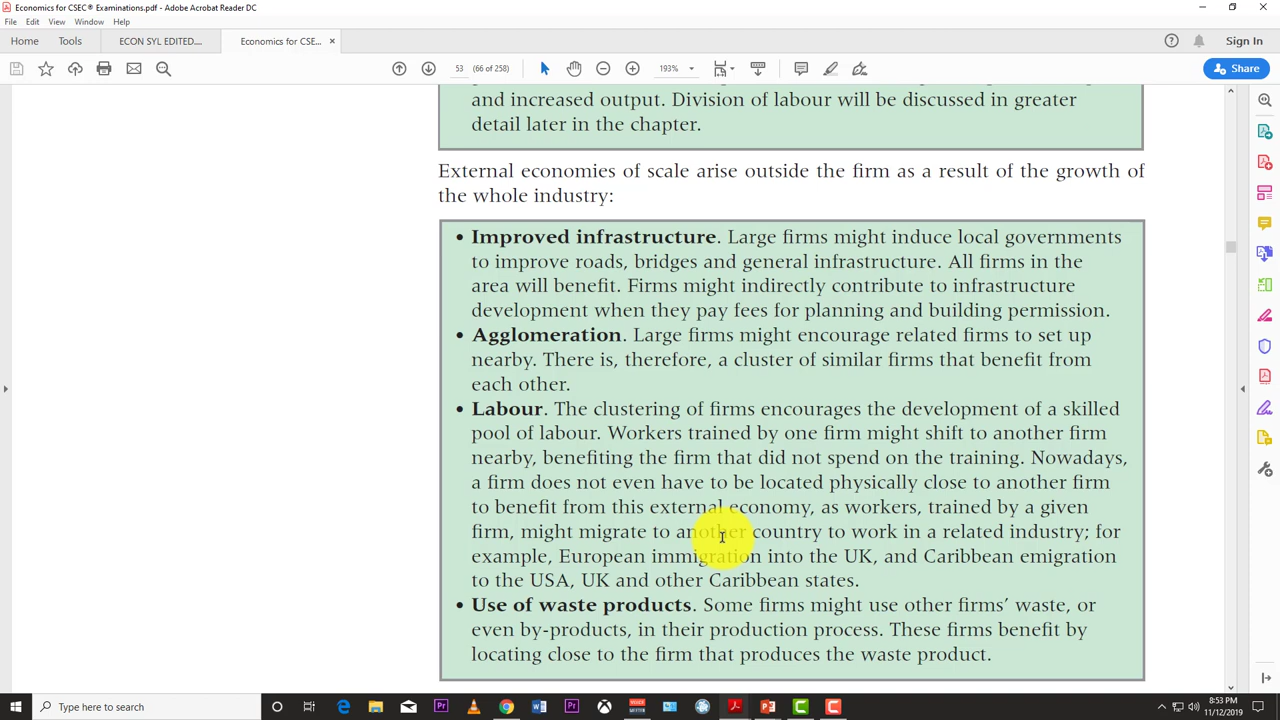 Economics for CSEC® Examinations.pdf - Adobe Acrobat Reader DC
File Edit View Window Help
Home Tools ECON SYL EDITED.... Economics for CSE... × Sign In
53 (66 of 258) 193% Share
and increased output. Division of labour will be discussed in greater
detail later in the chapter.
External economies of scale arise outside the firm as a result of the growth of
the whole industry:
• Improved infrastructure. Large firms might induce local governments
to improve roads, bridges and general infrastructure. All firms in the
area will benefit. Firms might indirectly contribute to infrastructure
development when they pay fees for planning and building permission.
• Agglomeration. Large firms might encourage related firms to set up
nearby. There is, therefore, a cluster of similar firms that benefit from
each other.
• Labour. The clustering of firms encourages the development of a skilled
pool of labour. Workers trained by one firm might shift to another firm
nearby, benefiting the firm that did not spend on the training. Nowadays,
a firm does not even have to be located physically close to another firm
to benefit from this external economy, as workers, trained by a given
firm, might migrate to another country to work in a related industry; for
example, European immigration into the UK, and Caribbean emigration
to the USA, UK and other Caribbean states.
• Use of waste products. Some firms might use other firms' waste, or
even by-products, in their production process. These firms benefit by
locating close to the firm that produces the waste product.
Type here to search
8:53 PM
11/12/2019